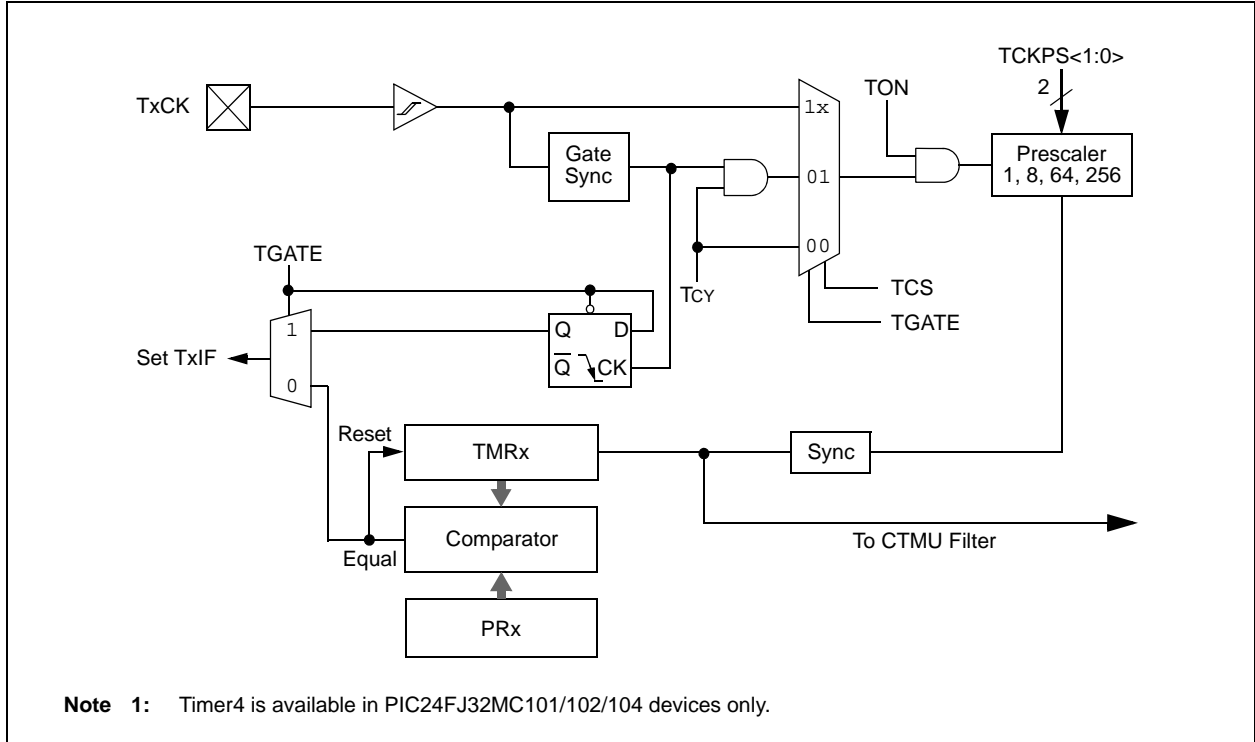 TCKPS<1:0>
2
TON
TxCK
1x
Gate
Sync
Prescaler
1, 8, 64, 256
01
00
TGATE
TCY
TCS
TGATE
1
Q D
Set TxIF
Q CK
0
Reset
TMRx
Sync
Comparator
To CTMU Filter
Equal
PRx
Note 1: Timer4 is available in PIC24FJ32MC101/102/104 devices only.